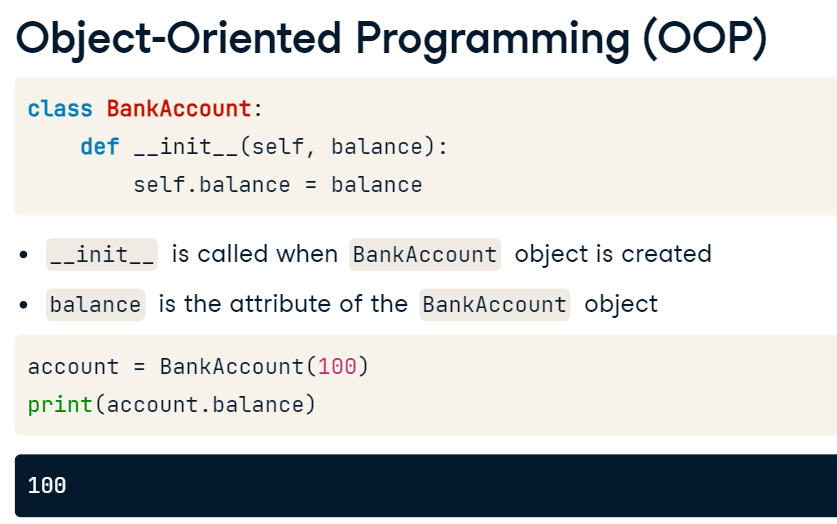 Object-Oriented Programming (OOP)
class BankAccount:
    def __init__(self, balance):
        self.balance = balance
• __init__ is called when BankAccount object is created
• balance is the attribute of the BankAccount object
account = BankAccount(100)
print(account.balance)
100